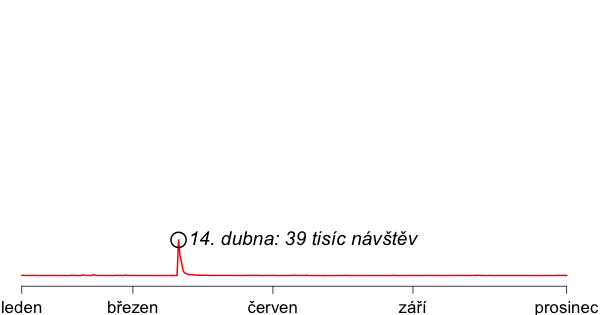 14. dubna: 39 tisíc návštěv
leden březen červen září prosinec